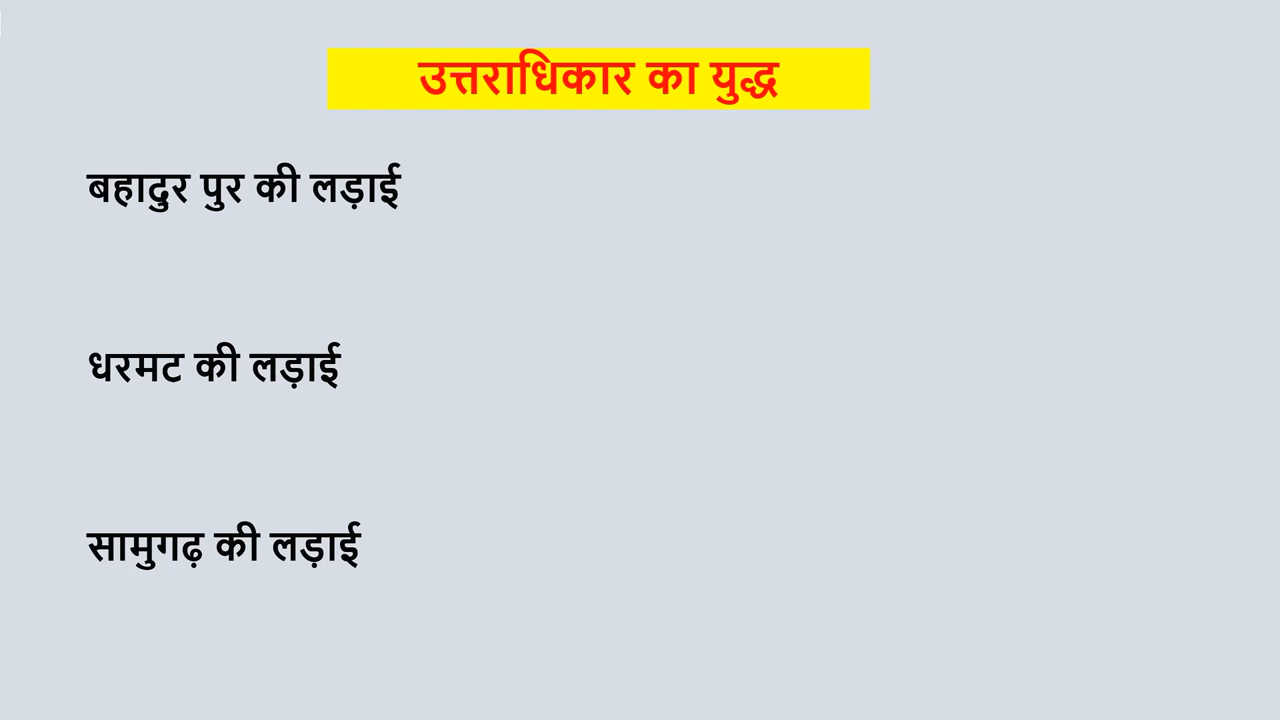 उत्तराधिकार का युद्ध
बहादुर पुर की लड़ाई
धरमट की लड़ाई
सामुगढ़ की लड़ाई